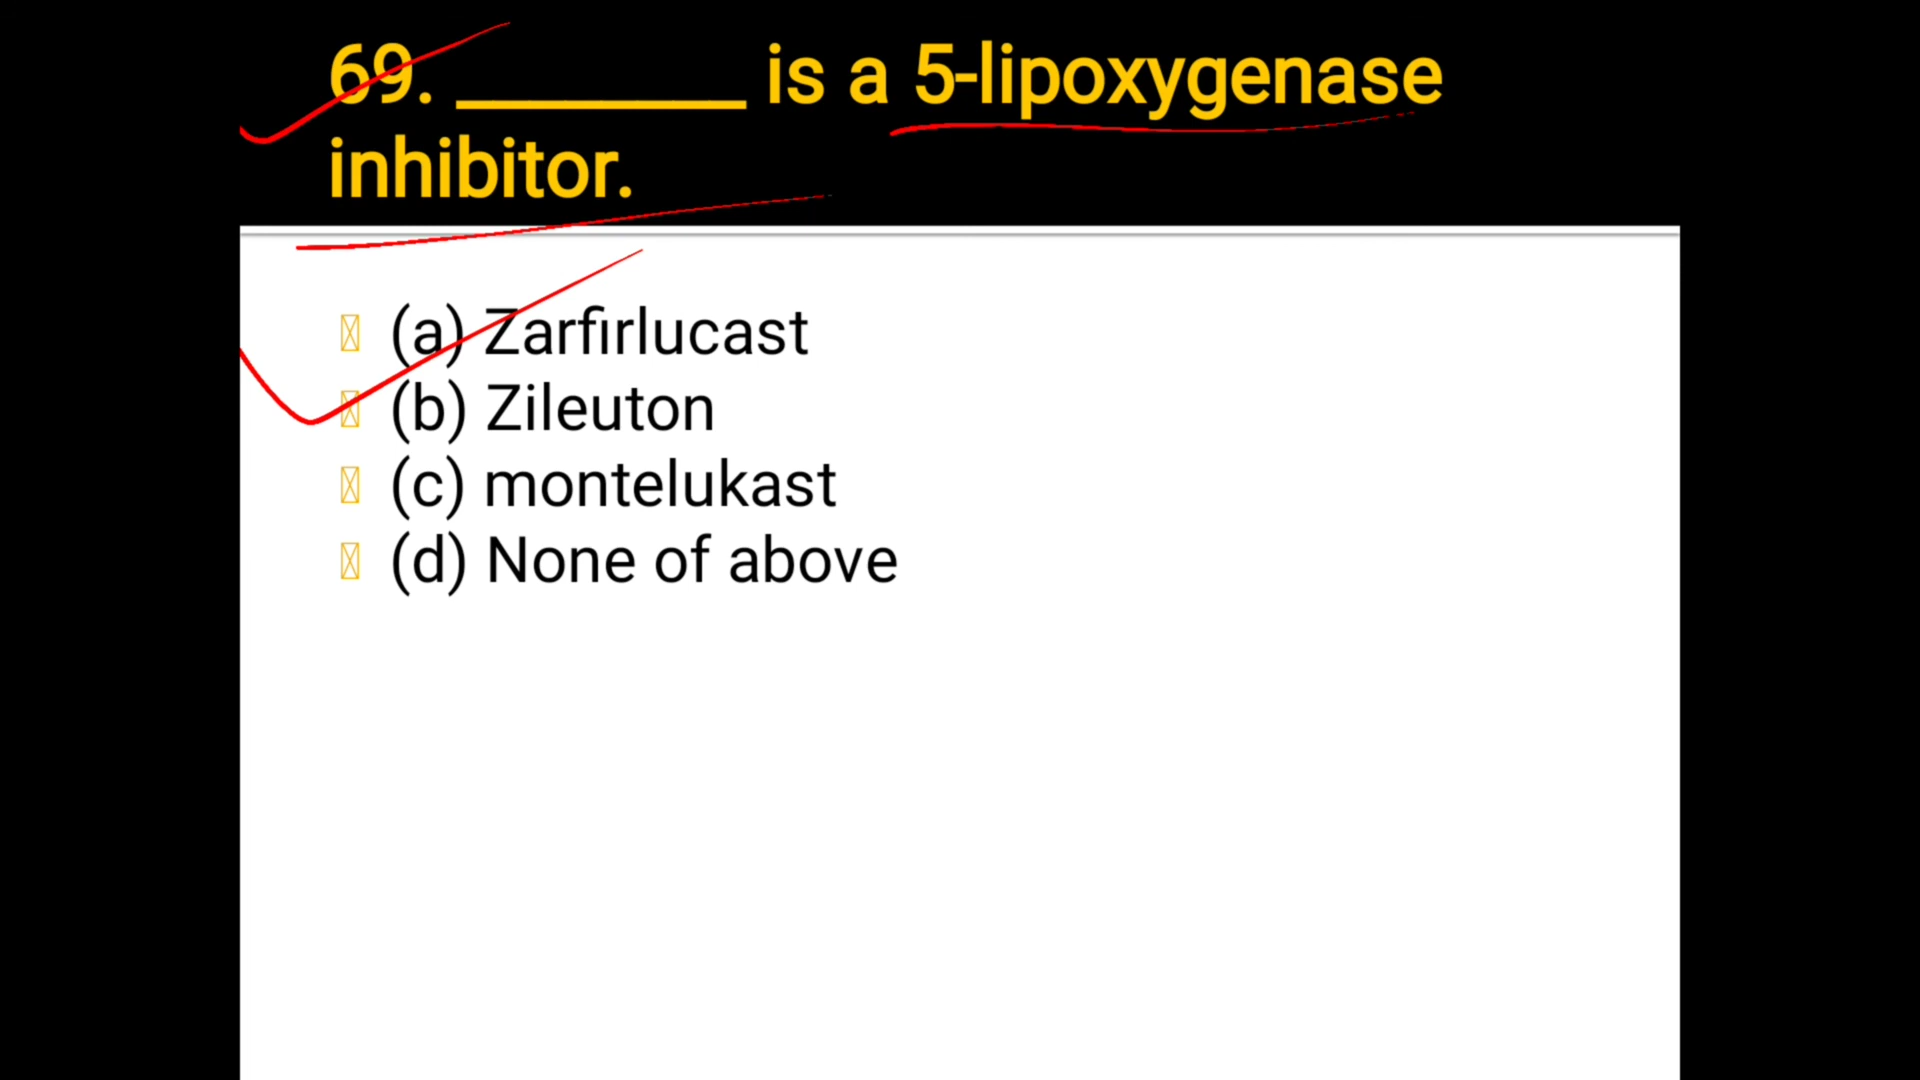 69. ________ is a 5-lipoxygenase
inhibitor.
(a) Zarfirlucast
(b) Zileuton
(c) montelukast
(d) None of above